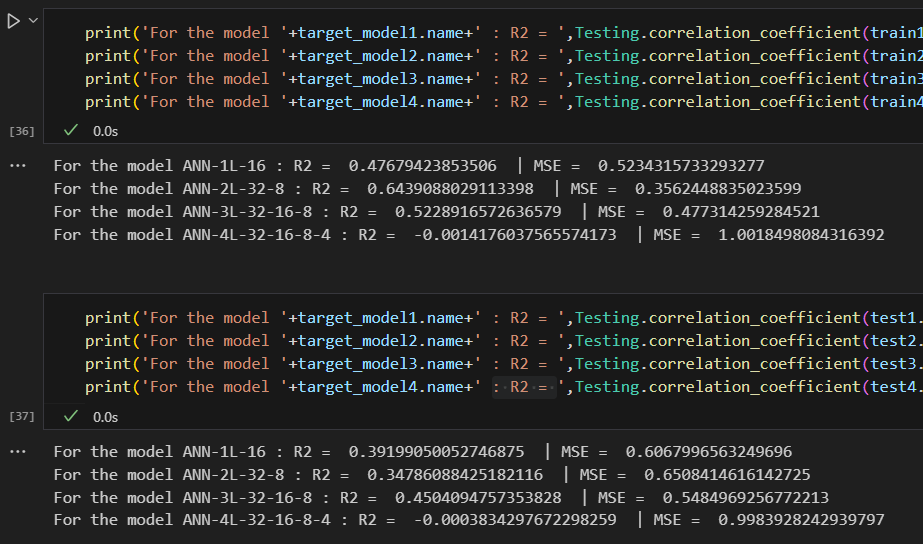 print('For the model '+target_model1.name+' : R2 = ',Testing.correlation_coefficient(train1
print('For the model '+target_model2.name+' : R2 = ',Testing.correlation_coefficient(train2
print('For the model '+target_model3.name+' : R2 = ',Testing.correlation_coefficient(train3
print('For the model '+target_model4.name+' : R2 = ',Testing.correlation_coefficient(train4
[36] ✓ 0.0s
... For the model ANN-1L-16 : R2 =  0.47679423853506  | MSE =  0.5234315733293277
For the model ANN-2L-32-8 : R2 =  0.6439088029113398  | MSE =  0.3562448835023599
For the model ANN-3L-32-16-8 : R2 =  0.5228916572636579  | MSE =  0.477314259284521
For the model ANN-4L-32-16-8-4 : R2 =  -0.0014176037565574173  | MSE =  1.0018498084316392
print('For the model '+target_model1.name+' : R2 = ',Testing.correlation_coefficient(test1.
print('For the model '+target_model2.name+' : R2 = ',Testing.correlation_coefficient(test2.
print('For the model '+target_model3.name+' : R2 = ',Testing.correlation_coefficient(test3.
print('For the model '+target_model4.name+' : R2 = ',Testing.correlation_coefficient(test4.
[37] ✓ 0.0s
... For the model ANN-1L-16 : R2 =  0.39199050052746875  | MSE =  0.6067996563249696
For the model ANN-2L-32-8 : R2 =  0.34786088425182116  | MSE =  0.6508414616142725
For the model ANN-3L-32-16-8 : R2 =  0.4504094757353828  | MSE =  0.5484969256772213
For the model ANN-4L-32-16-8-4 : R2 =  -0.0003834297672298259  | MSE =  0.9983928242939797